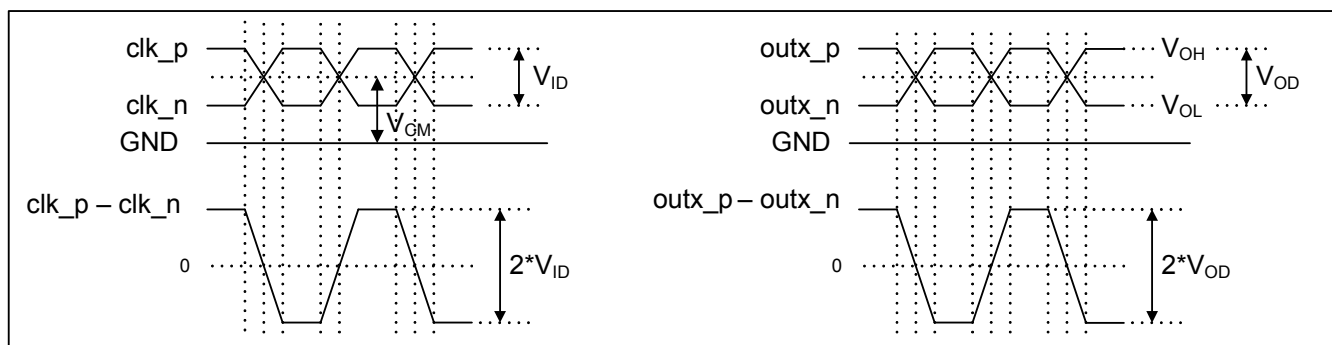 clk_p
V_ID
clk_n
V_CM
GND
clk_p – clk_n
0
2*V_ID
outx_p
V_OH
V_OD
outx_n
V_OL
GND
outx_p – outx_n
0
2*V_OD